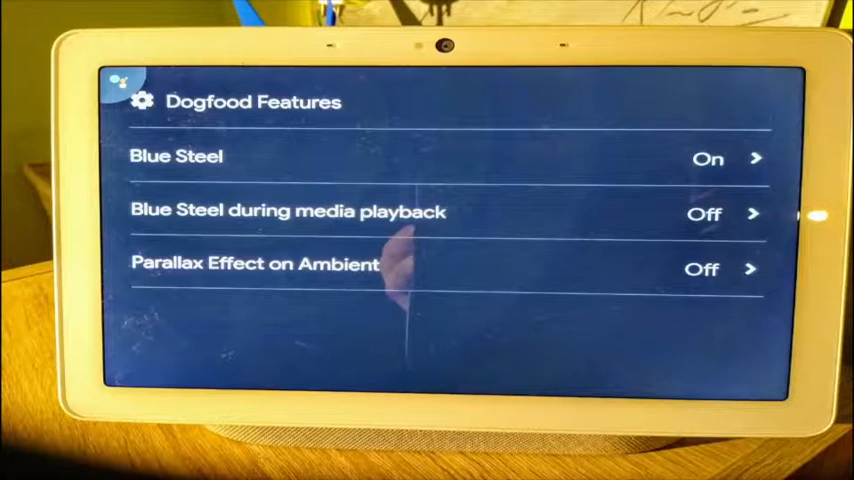 Dogfood Features
Blue Steel On
Blue Steel during media playback Off
Parallax Effect on Ambient Off